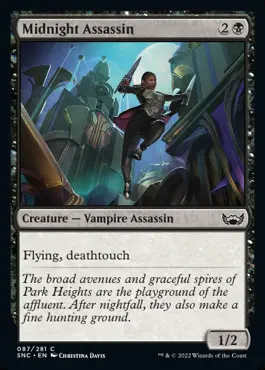 Midnight Assassin 2
Creature — Vampire Assassin
Flying, deathtouch
The broad avenues and graceful spires of
Park Heights are the playground of the
affluent. After nightfall, they also make a
fine hunting ground.
1/2
087/281 C
SNC • EN Christina Davis ™ & © 2022 Wizards of the Coast